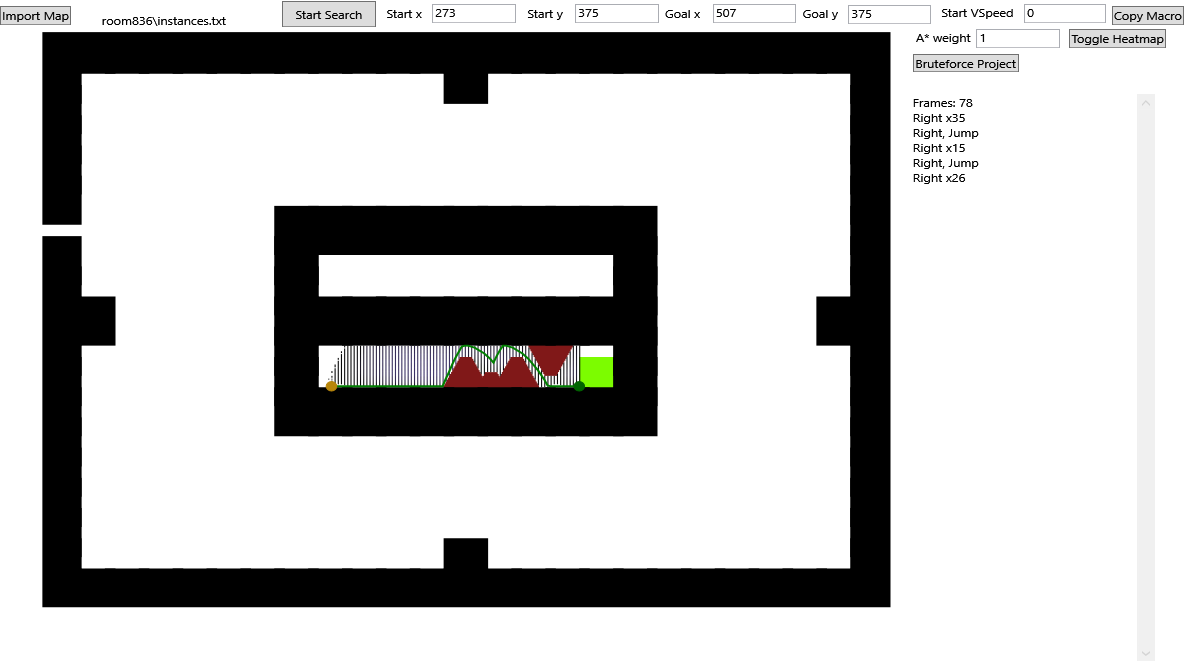 Import Map
room836\instances.txt
Start Search
Start x 273
Start y 375
Goal x 507
Goal y 375
Start VSpeed 0
Copy Macro
A* weight 1
Toggle Heatmap
Bruteforce Project
Frames: 78
Right x35
Right, Jump
Right x15
Right, Jump
Right x26